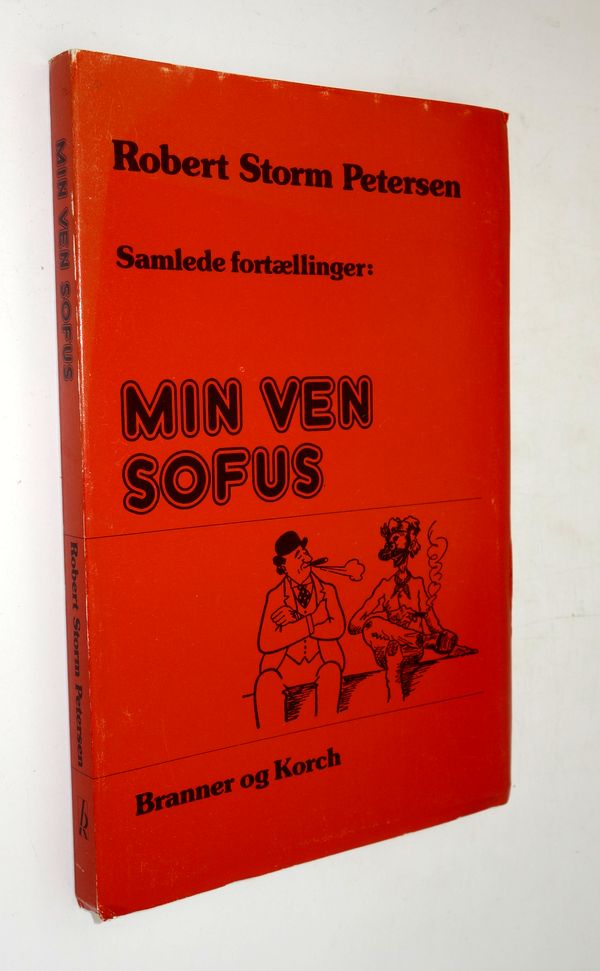 Robert Storm Petersen
Samlede fortællinger:
MIN VEN
SOFUS
Branner og Korch
MIN VEN SOFUS
Robert Storm Petersen